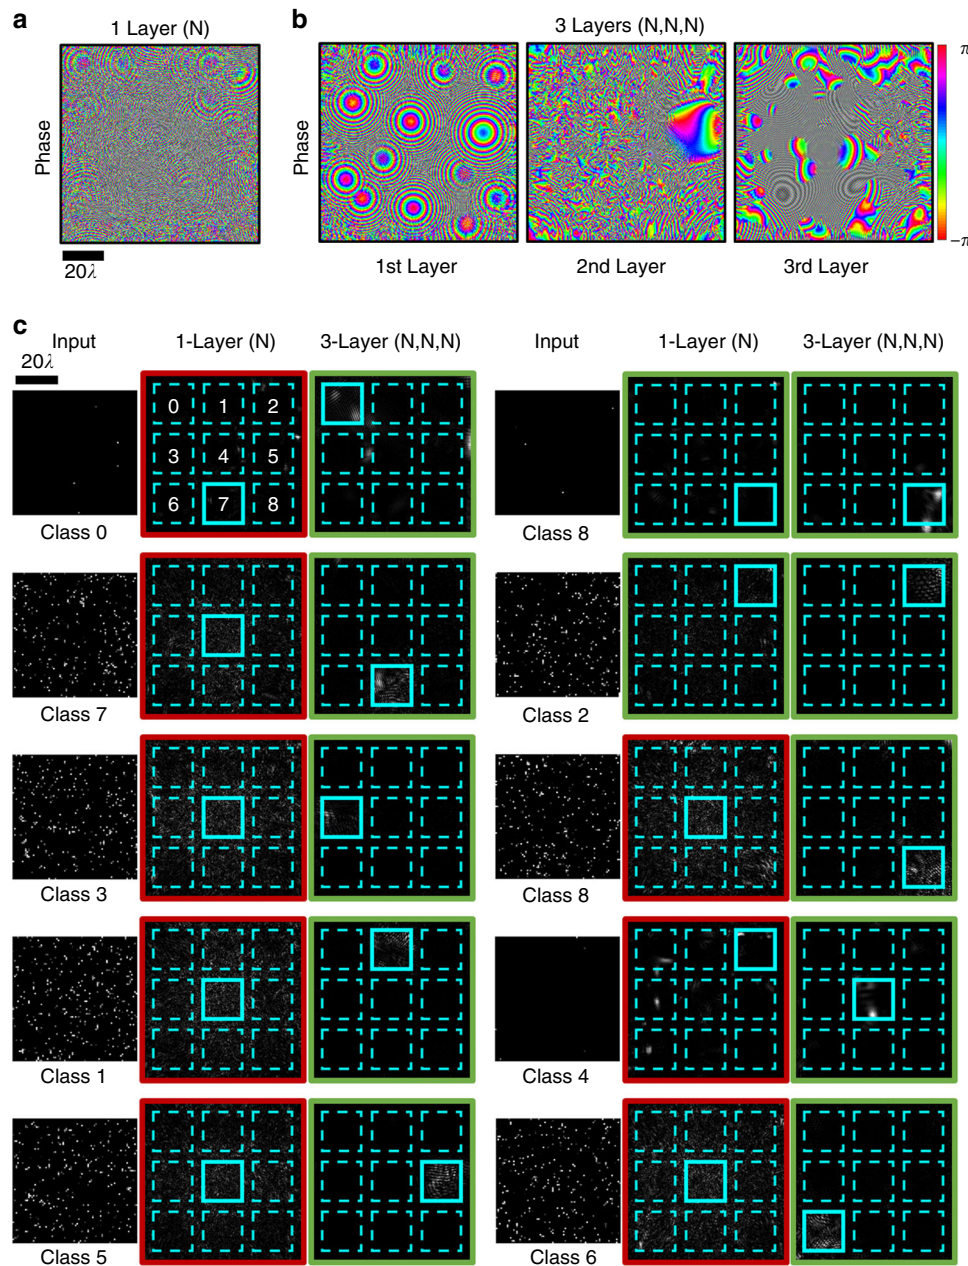 a
1 Layer (N)
Phase
20λ
b
3 Layers (N,N,N)
Phase
π
−π
1st Layer
2nd Layer
3rd Layer
c
Input
1-Layer (N)
3-Layer (N,N,N)
Input
1-Layer (N)
3-Layer (N,N,N)
20λ
0 1 2
3 4 5
6 7 8
Class 0
Class 8
Class 7
Class 2
Class 3
Class 8
Class 1
Class 4
Class 5
Class 6